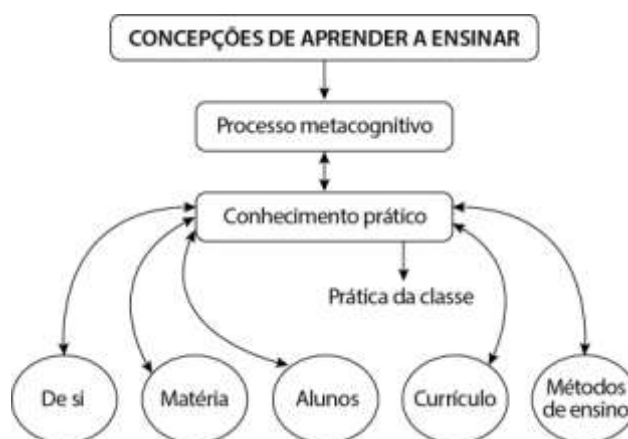 CONCEPÇÕES DE APRENDER A ENSINAR
Processo metacognitivo
Conhecimento prático
Prática da classe
De si
Matéria
Alunos
Currículo
Métodos
de ensino